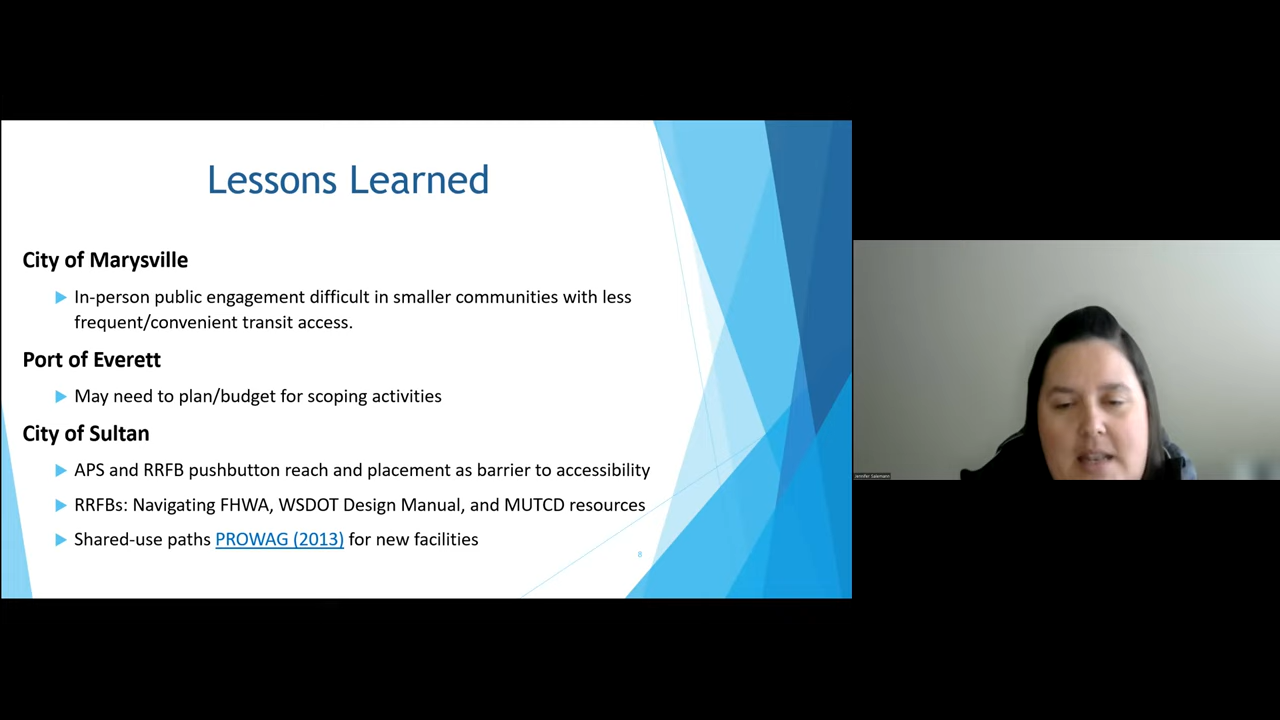 Lessons Learned
City of Marysville
In-person public engagement difficult in smaller communities with less
frequent/convenient transit access.
Port of Everett
May need to plan/budget for scoping activities
City of Sultan
APS and RRFB pushbutton reach and placement as barrier to accessibility
RRFBs: Navigating FHWA, WSDOT Design Manual, and MUTCD resources
Shared-use paths PROWAG (2013) for new facilities
8
Jennifer Salemann